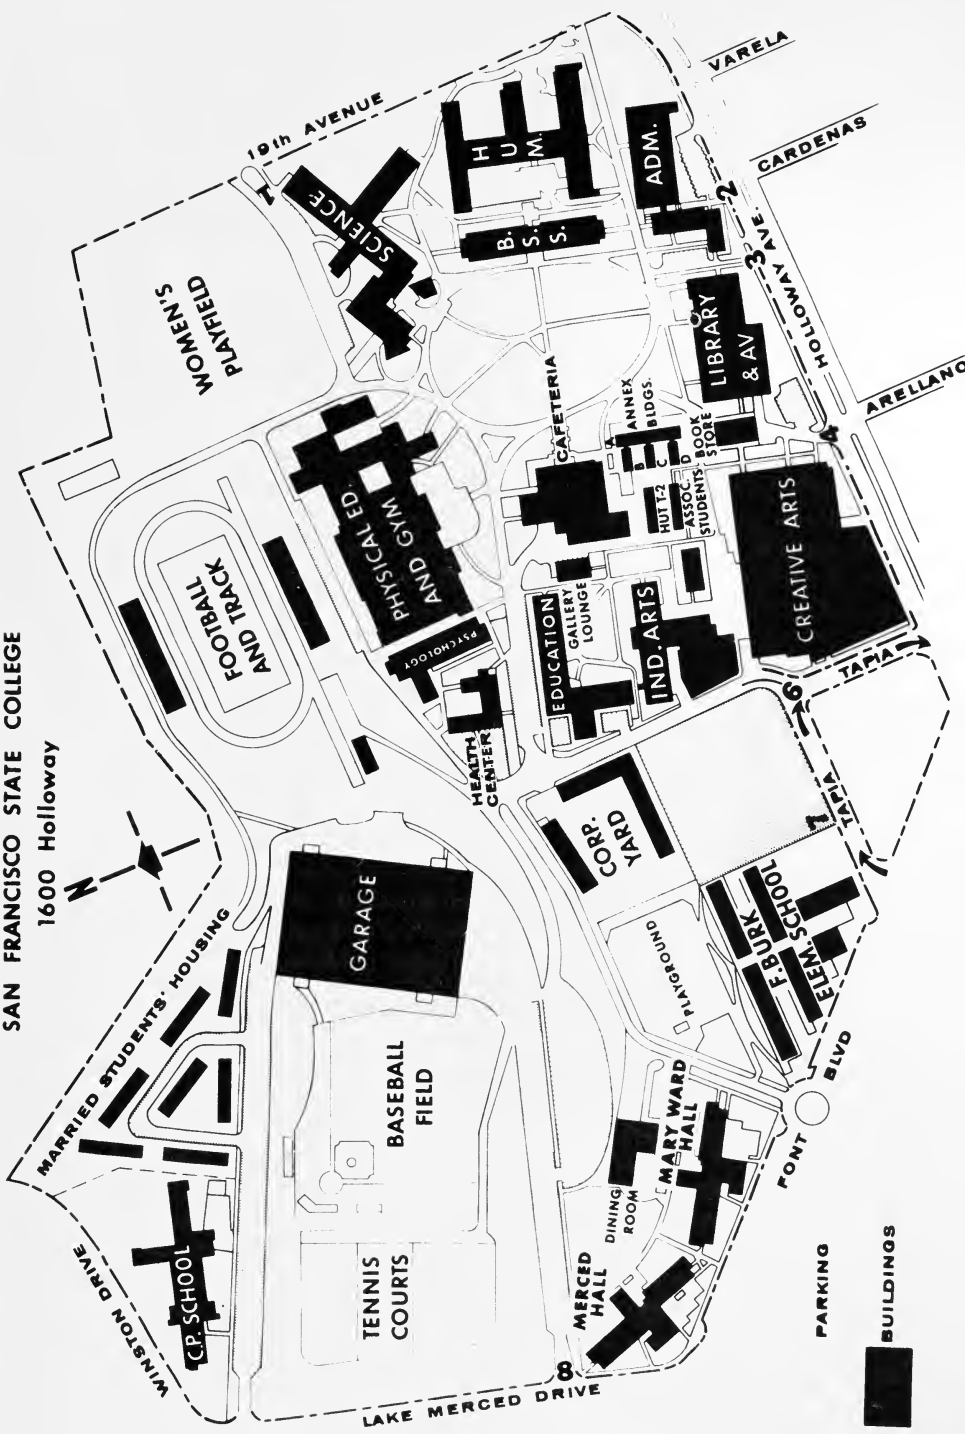 SAN FRANCISCO STATE COLLEGE
1600 Holloway
N
WINSTON DRIVE
MARRIED STUDENTS' HOUSING
C.P. SCHOOL
TENNIS
COURTS
BASEBALL
FIELD
GARAGE
FOOTBALL
AND TRACK
WOMEN'S
PLAYFIELD
19th AVENUE
1
SCIENCE
HUM.
B.S.S.
ADM.
VARELA
CARDENAS
2
3
HOLLOWAY AVE.
ARELLANO
4
LIBRARY
& AV
BOOK
STORE
ANNEX
BLDGS.
A
B
C
D
HUT T-2
ASSOC.
STUDENTS
CAFETERIA
PHYSICAL ED.
AND GYM
PSYCHOLOGY
HEALTH
CENTER
EDUCATION
GALLERY
LOUNGE
IND. ARTS
CREATIVE ARTS
TAPIA
6
TAPIA
7
CORP.
YARD
PLAYGROUND
F. BURK
ELEM. SCHOOL
FONT BLVD
MARY WARD
HALL
DINING
ROOM
MERCED
HALL
8
LAKE MERCED DRIVE
PARKING
BUILDINGS